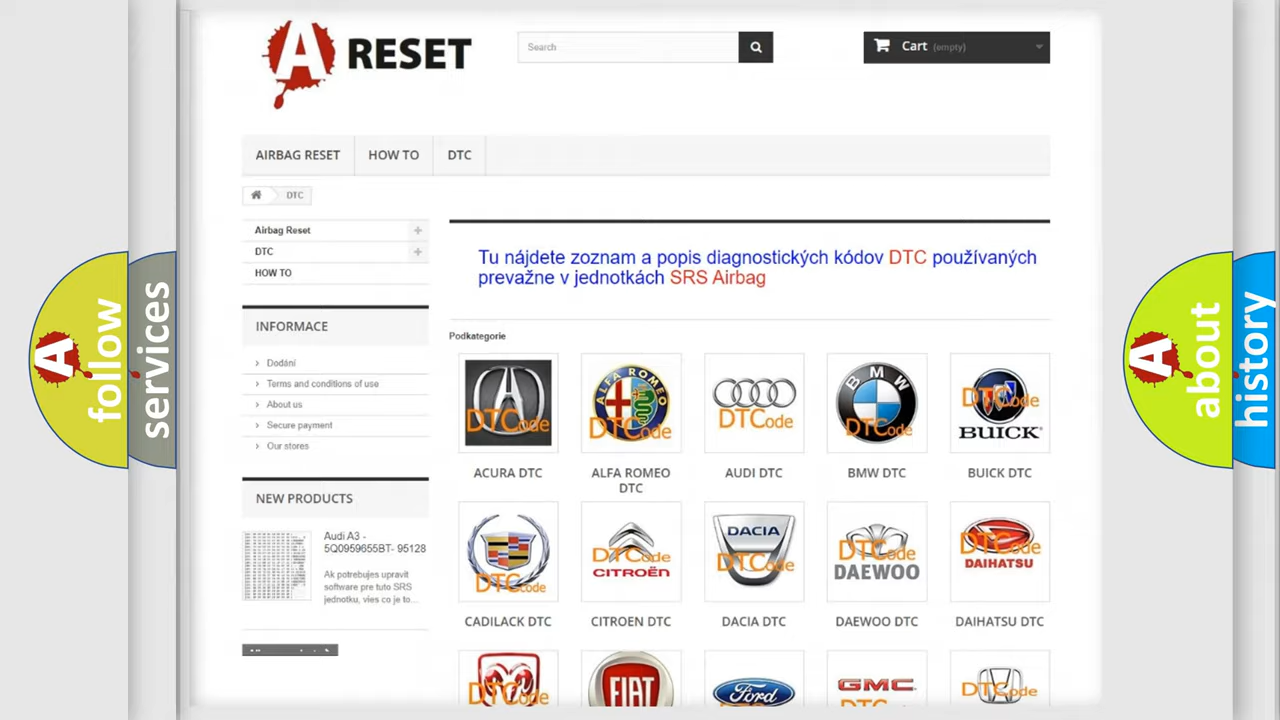 A RESET
Search
Cart (empty)
AIRBAG RESET
HOW TO
DTC
DTC
Airbag Reset
DTC
HOW TO
INFORMACE
Dodání
Terms and conditions of use
About us
Secure payment
Our stores
NEW PRODUCTS
Audi A3 -
5Q0959655BT- 95128
Ak potrebujes upravit
software pre tuto SRS
jednotku, vies co je to...
Tu nájdete zoznam a popis diagnostických kódov DTC používaných
prevažne v jednotkách SRS Airbag
Podkategorie
DTCode
ALFA ROMEO
DTCode
DTCode
BMW
DTCode
DTCode
BUICK
ACURA DTC
ALFA ROMEO
DTC
AUDI DTC
BMW DTC
BUICK DTC
DTCode
DTCode
CITROËN
DACIA
DTCode
DTCode
DAEWOO
DTCode
DAIHATSU
CADILACK DTC
CITROEN DTC
DACIA DTC
DAEWOO DTC
DAIHATSU DTC
DTCode
FIAT
Ford
GMC
DTCode
A follow
services
A about
history